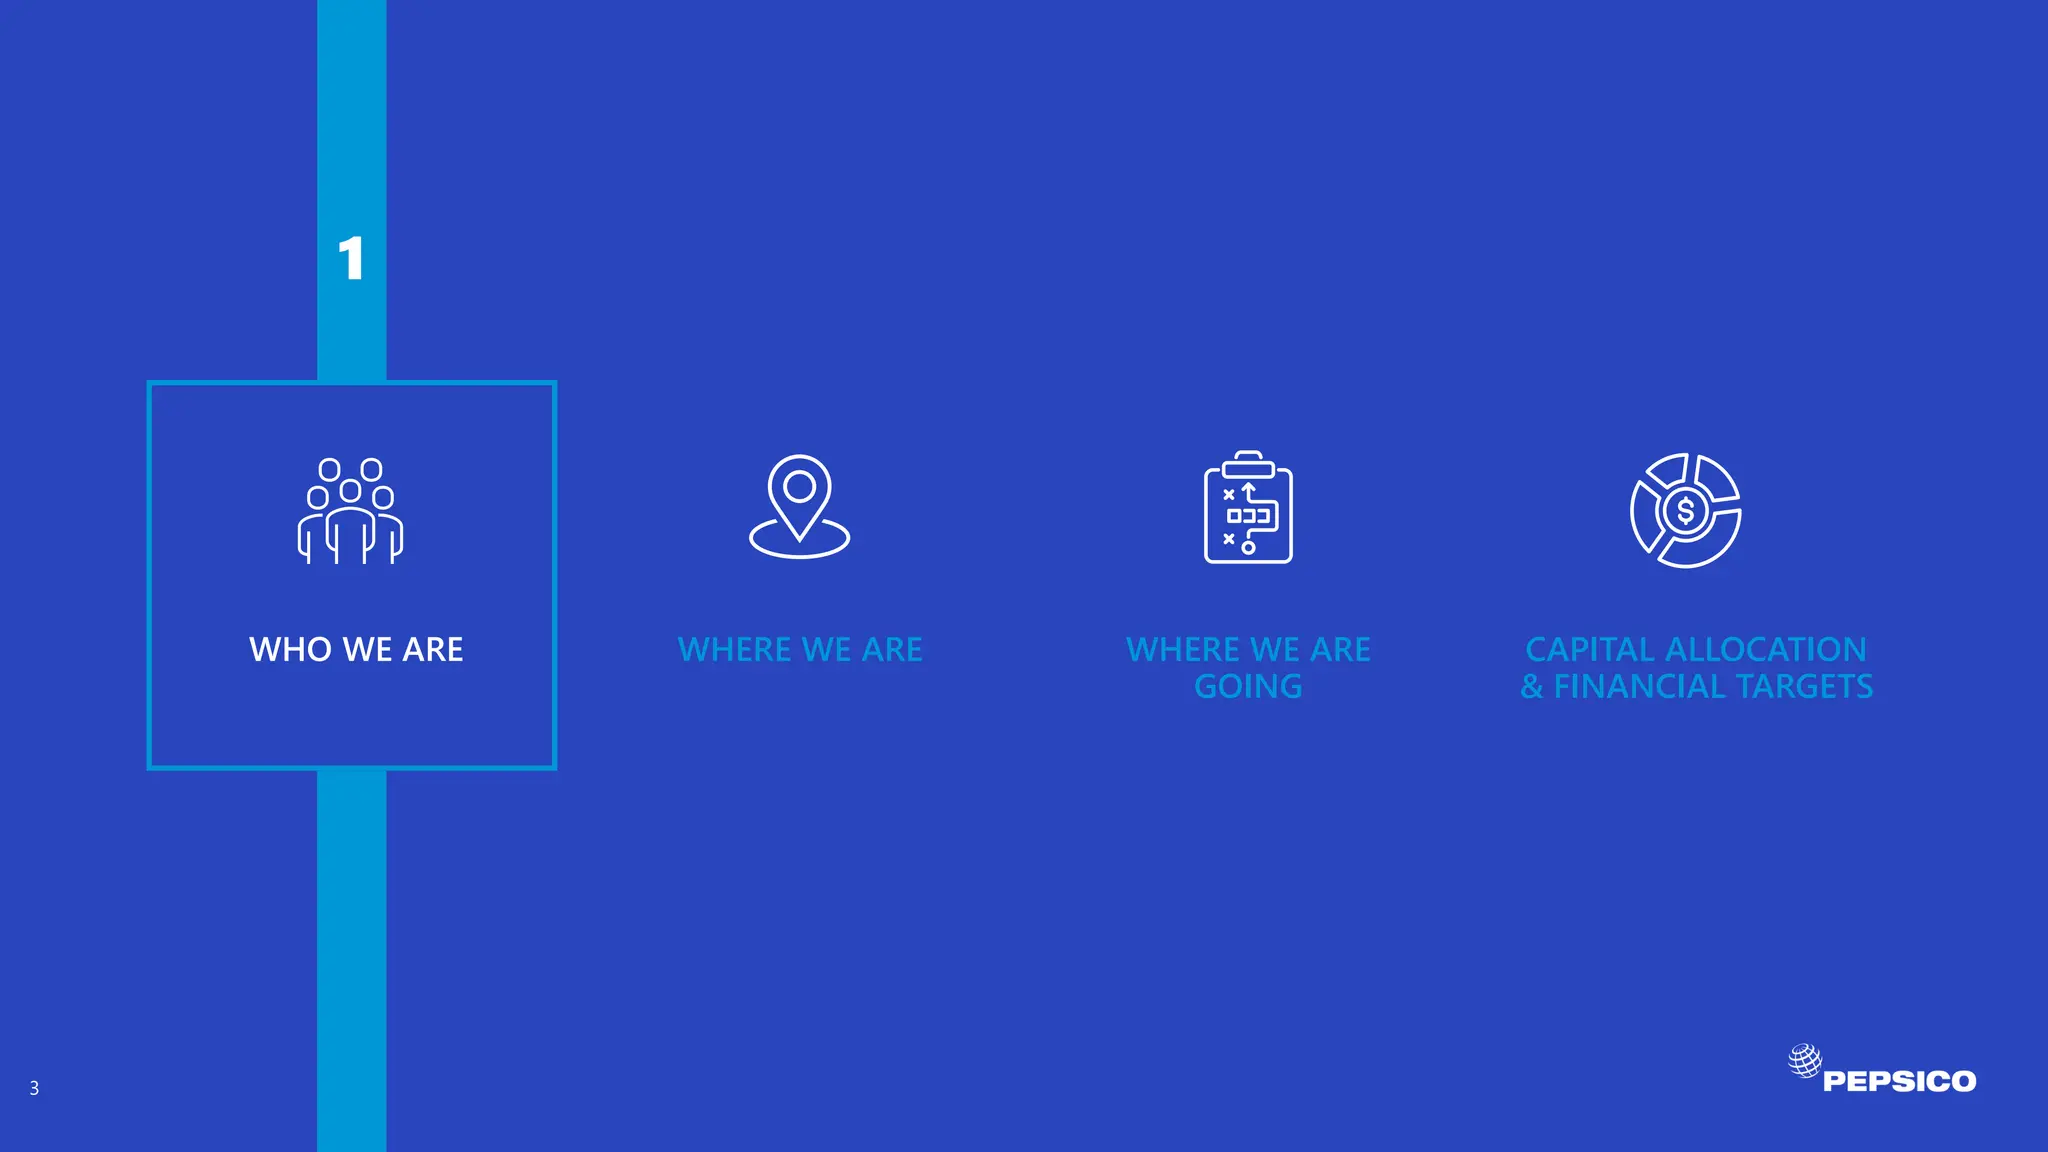 1
WHO WE ARE
WHERE WE ARE
WHERE WE ARE
GOING
CAPITAL ALLOCATION
& FINANCIAL TARGETS
$
3
PEPSICO